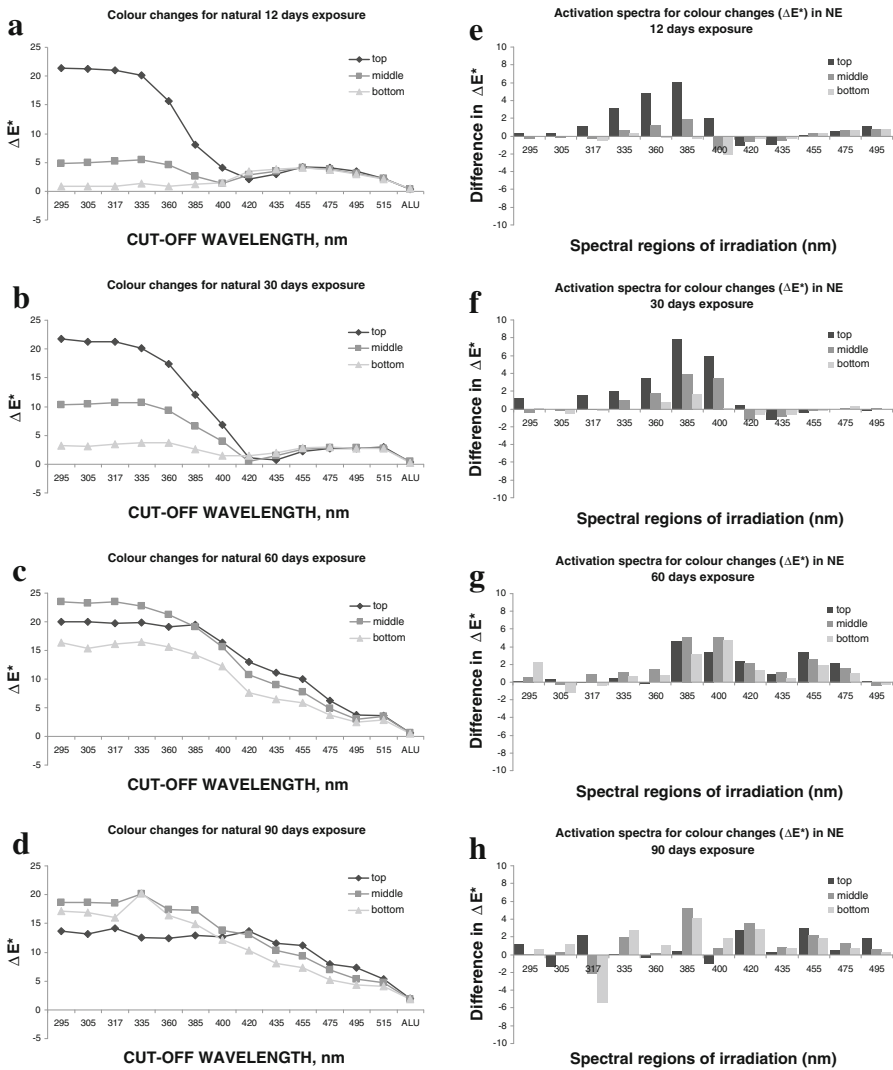 a
Colour changes for natural 12 days exposure
25
20
15
10
5
0
-5
Δ E*
top
middle
bottom
295 305 317 335 360 385 400 420 435 455 475 495 515 ALU
CUT-OFF WAVELENGTH, nm
e
Activation spectra for colour changes (ΔE*) in NE
12 days exposure
10
8
6
4
2
0
-2
-4
-6
-8
-10
Difference in ΔE*
top
middle
bottom
295 305 317 335 360 385 400 420 435 455 475 495
Spectral regions of irradiation (nm)
b
Colour changes for natural 30 days exposure
25
20
15
10
5
0
-5
Δ E*
top
middle
bottom
295 305 317 335 360 385 400 420 435 455 475 495 515 ALU
CUT-OFF WAVELENGTH, nm
f
Activation spectra for colour changes (ΔE*) in NE
30 days exposure
10
8
6
4
2
0
-2
-4
-6
-8
-10
Difference in ΔE*
top
middle
bottom
295 305 317 335 360 385 400 420 435 455 475 495
Spectral regions of irradiation (nm)
c
Colour changes for natural 60 days exposure
30
25
20
15
10
5
0
-5
Δ E*
top
middle
bottom
295 305 317 335 360 385 400 420 435 455 475 495 515 ALU
CUT-OFF WAVELENGTH, nm
g
Activation spectra for colour changes (ΔE*) in NE
60 days exposure
10
8
6
4
2
0
-2
-4
-6
-8
-10
Difference in ΔE*
top
middle
bottom
295 305 317 335 360 385 400 420 435 455 475 495
Spectral regions of irradiation (nm)
d
Colour changes for natural 90 days exposure
30
25
20
15
10
5
0
-5
Δ E*
top
middle
bottom
295 305 317 335 360 385 400 420 435 455 475 495 515 ALU
CUT-OFF WAVELENGTH, nm
h
Activation spectra for colour changes (ΔE*) in NE
90 days exposure
10
8
6
4
2
0
-2
-4
-6
-8
-10
Difference in ΔE*
top
middle
bottom
295 305 317 335 360 385 400 420 435 455 475 495
Spectral regions of irradiation (nm)